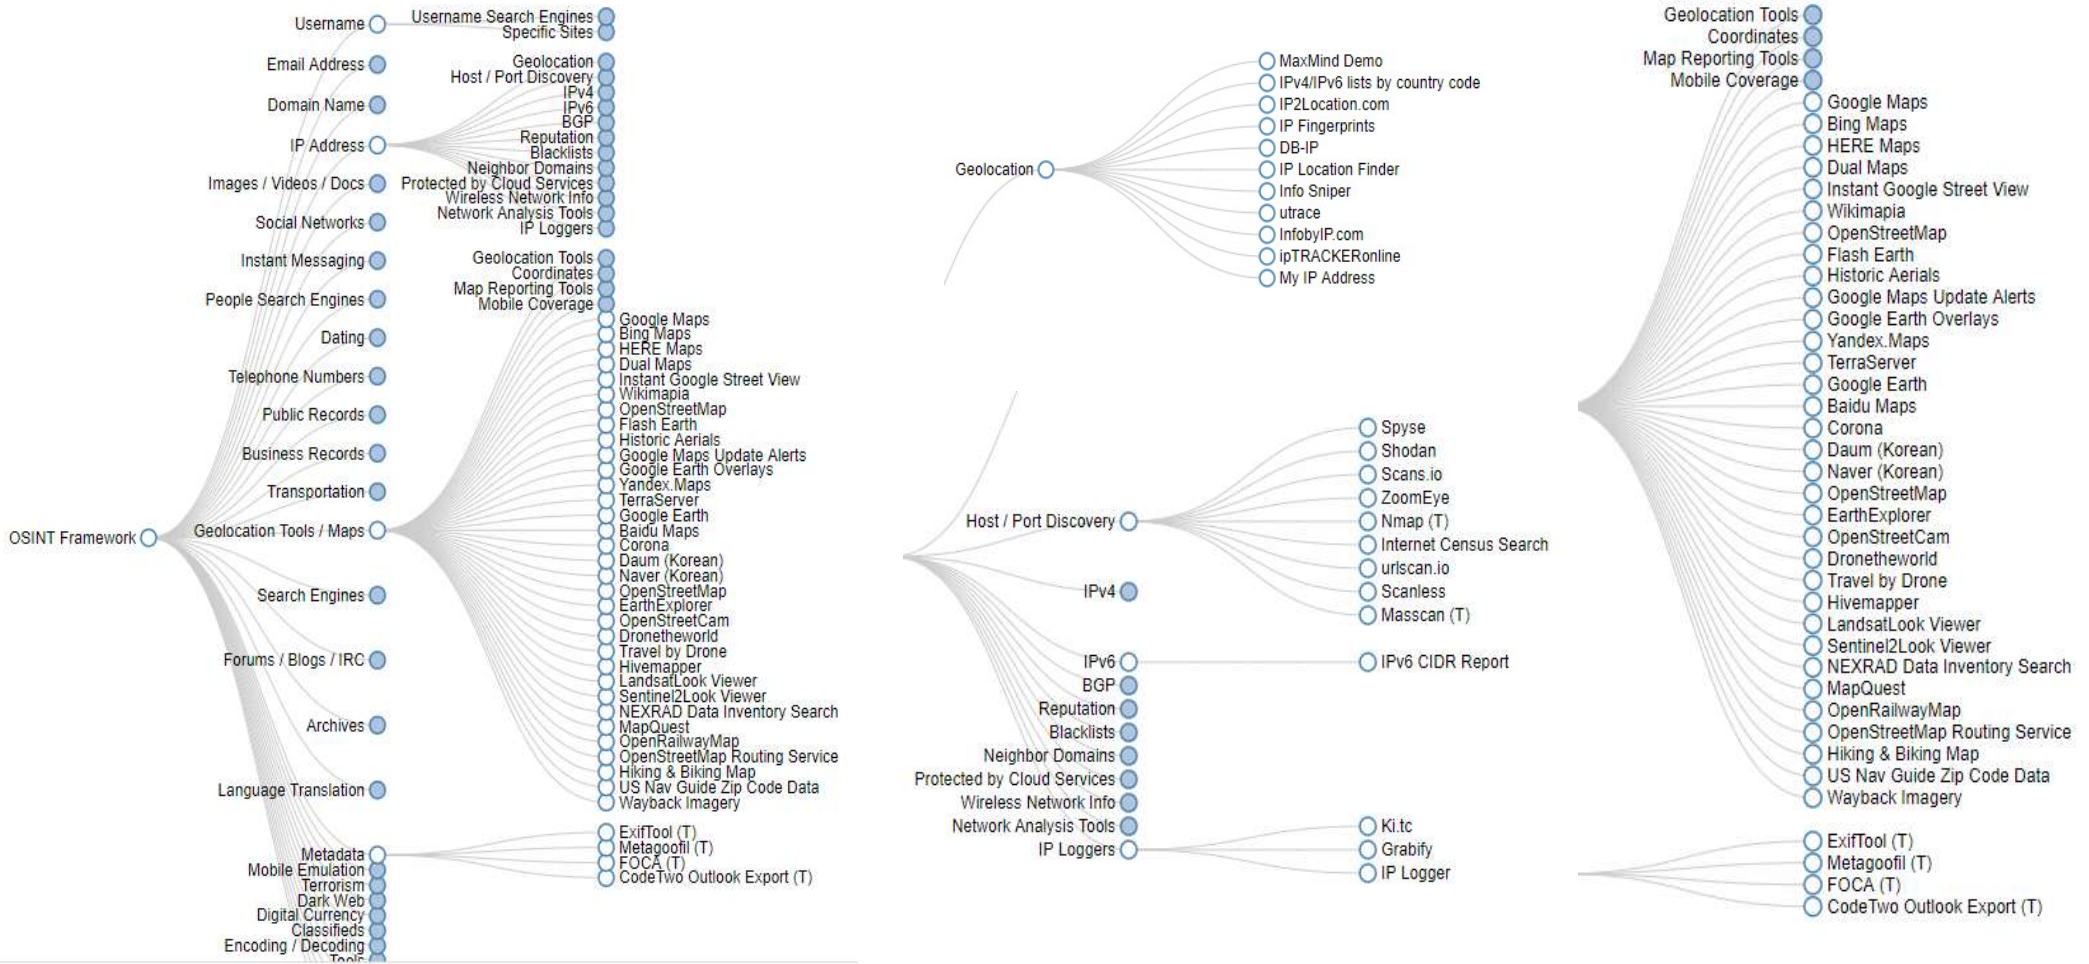 OSINT Framework
Username
Email Address
Domain Name
IP Address
Images / Videos / Docs
Social Networks
Instant Messaging
People Search Engines
Dating
Telephone Numbers
Public Records
Business Records
Transportation
Geolocation Tools / Maps
Search Engines
Forums / Blogs / IRC
Archives
Language Translation
Metadata
Mobile Emulation
Terrorism
Dark Web
Digital Currency
Classifieds
Encoding / Decoding
Tools
Username Search Engines
Specific Sites
Geolocation
Host / Port Discovery
IPv4
IPv6
BGP
Reputation
Blacklists
Neighbor Domains
Protected by Cloud Services
Wireless Network Info
Network Analysis Tools
IP Loggers
Geolocation Tools
Coordinates
Map Reporting Tools
Mobile Coverage
Google Maps
Bing Maps
HERE Maps
Dual Maps
Instant Google Street View
Wikimapia
OpenStreetMap
Flash Earth
Historic Aerials
Google Maps Update Alerts
Google Earth Overlays
Yandex.Maps
TerraServer
Google Earth
Baidu Maps
Corona
Daum (Korean)
Naver (Korean)
OpenStreetMap
EarthExplorer
OpenStreetCam
Dronetheworld
Travel by Drone
Hivemapper
LandsatLook Viewer
Sentinel2Look Viewer
NEXRAD Data Inventory Search
MapQuest
OpenRailwayMap
OpenStreetMap Routing Service
Hiking & Biking Map
US Nav Guide Zip Code Data
Wayback Imagery
ExifTool (T)
Metagoofil (T)
FOCA (T)
CodeTwo Outlook Export (T)
Geolocation
MaxMind Demo
IPv4/IPv6 lists by country code
IP2Location.com
IP Fingerprints
DB-IP
IP Location Finder
Info Sniper
utrace
InfobyIP.com
ipTRACKERonline
My IP Address
Host / Port Discovery
IPv4
IPv6
BGP
Reputation
Blacklists
Neighbor Domains
Protected by Cloud Services
Wireless Network Info
Network Analysis Tools
IP Loggers
Spyse
Shodan
Scans.io
ZoomEye
Nmap (T)
Internet Census Search
urlscan.io
Scanless
Masscan (T)
IPv6 CIDR Report
Ki.tc
Grabify
IP Logger
Geolocation Tools
Coordinates
Map Reporting Tools
Mobile Coverage
Google Maps
Bing Maps
HERE Maps
Dual Maps
Instant Google Street View
Wikimapia
OpenStreetMap
Flash Earth
Historic Aerials
Google Maps Update Alerts
Google Earth Overlays
Yandex.Maps
TerraServer
Google Earth
Baidu Maps
Corona
Daum (Korean)
Naver (Korean)
OpenStreetMap
EarthExplorer
OpenStreetCam
Dronetheworld
Travel by Drone
Hivemapper
LandsatLook Viewer
Sentinel2Look Viewer
NEXRAD Data Inventory Search
MapQuest
OpenRailwayMap
OpenStreetMap Routing Service
Hiking & Biking Map
US Nav Guide Zip Code Data
Wayback Imagery
ExifTool (T)
Metagoofil (T)
FOCA (T)
CodeTwo Outlook Export (T)